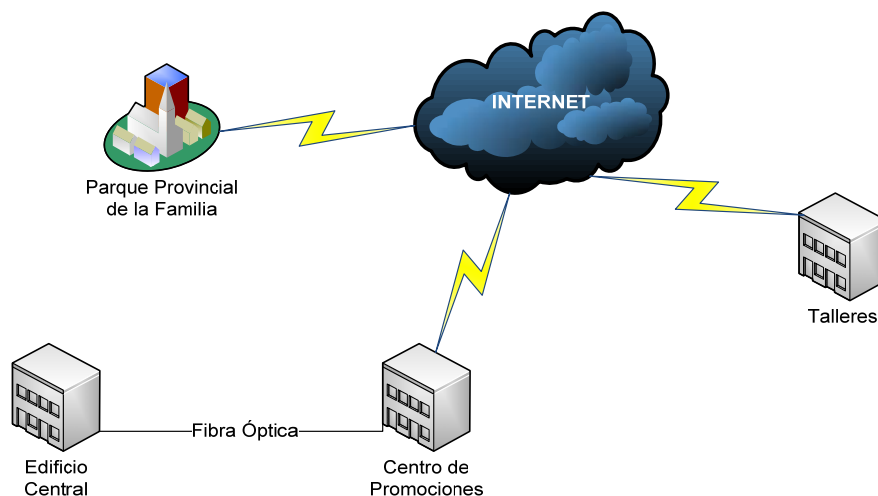 INTERNET
Parque Provincial
de la Familia
Talleres
Fibra Óptica
Edificio
Central
Centro de
Promociones